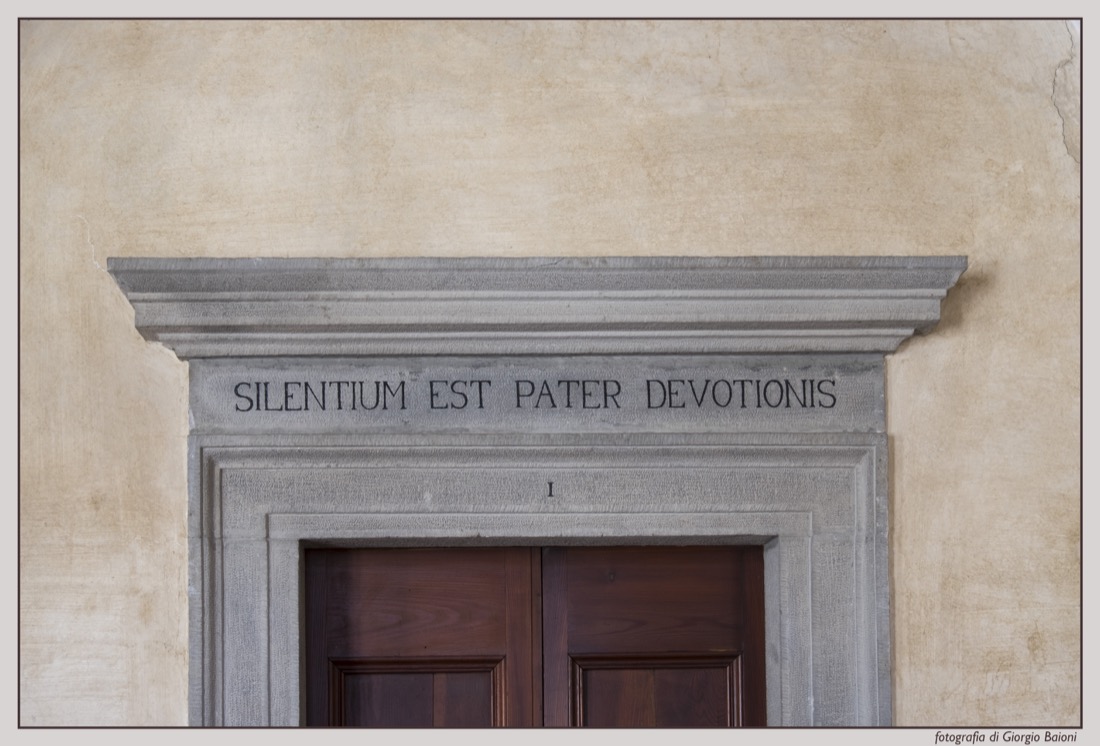 SILENTIUM EST PATER DEVOTIONIS
I
fotografia di Giorgio Baioni